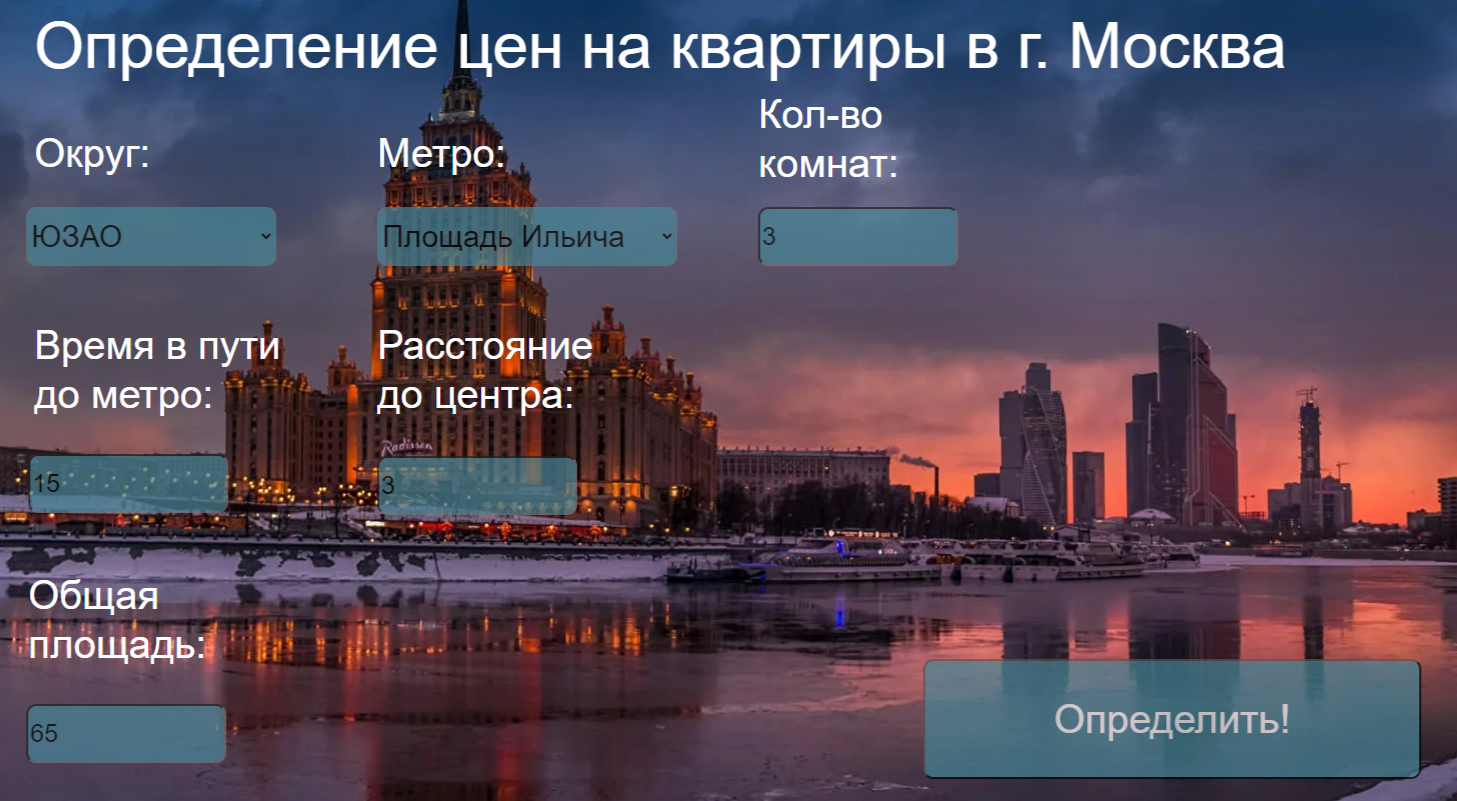 Определение цен на квартиры в г. Москва
Округ:
Метро:
Кол-во
комнат:
ЮЗАО
Площадь Ильича
3
Время в пути
до метро:
Расстояние
до центра:
Radisson
15
3
Общая
площадь:
65
Определить!